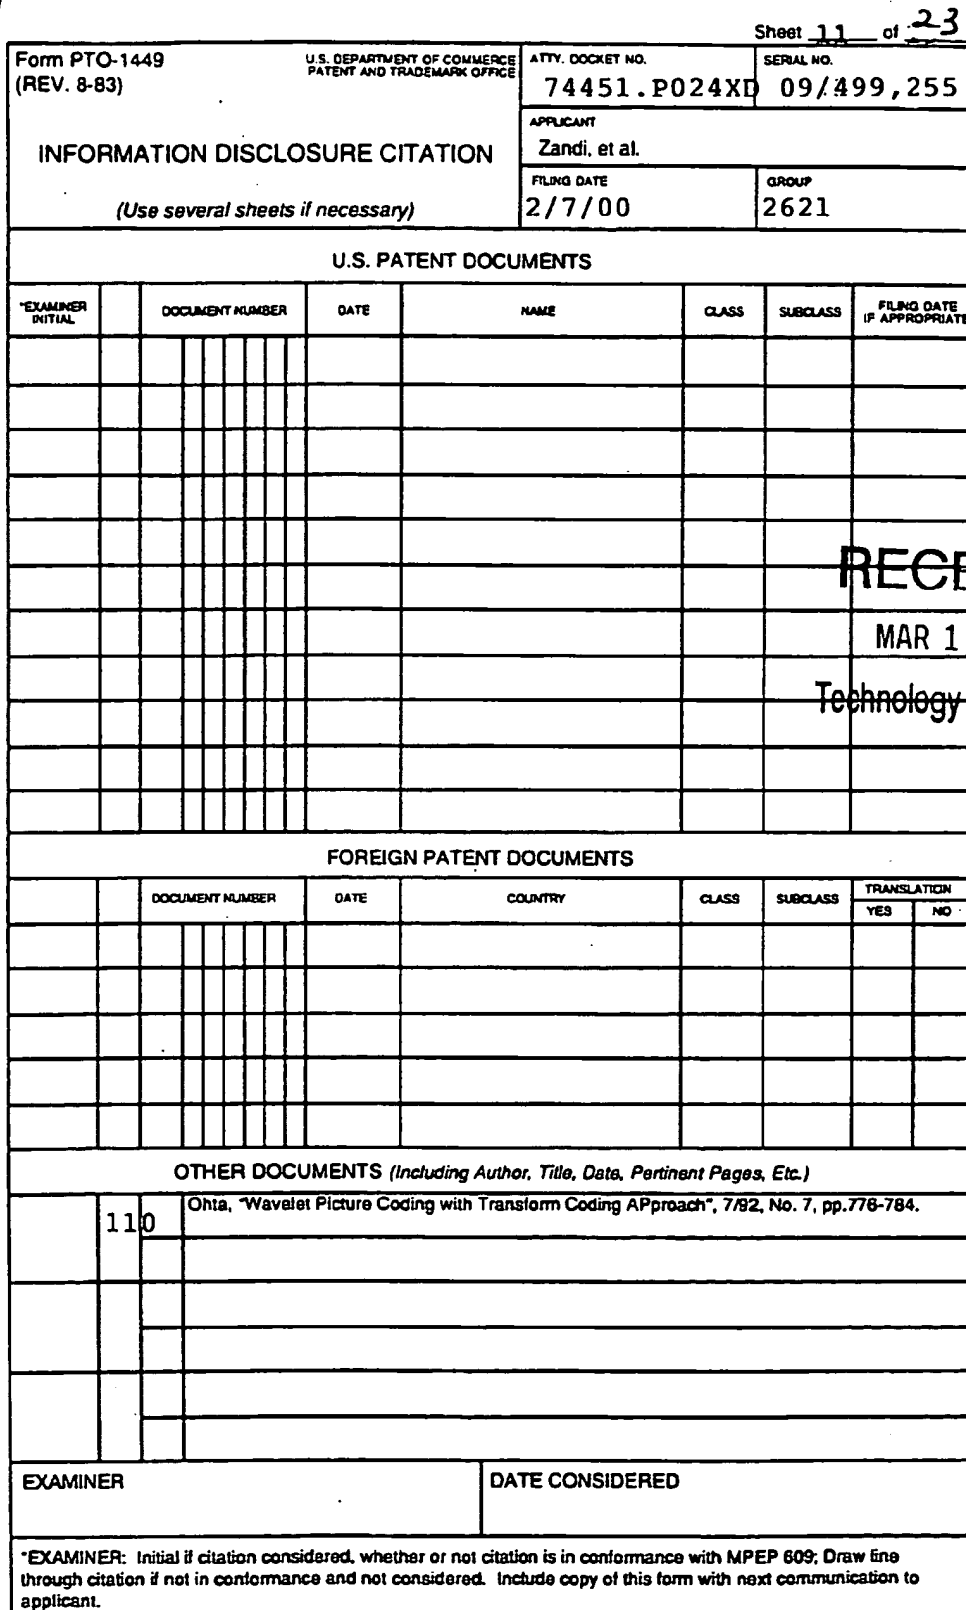 Sheet 11 of 23
Form PTO-1449
(REV. 8-83)
U.S. DEPARTMENT OF COMMERCE
PATENT AND TRADEMARK OFFICE
ATTY. DOCKET NO.
74451.P024XD
SERIAL NO.
09/499,255
INFORMATION DISCLOSURE CITATION
(Use several sheets if necessary)
APPLICANT
Zandi, et al.
FILING DATE
2/7/00
GROUP
2621
U.S. PATENT DOCUMENTS
*EXAMINER
INITIAL
DOCUMENT NUMBER
DATE
NAME
CLASS
SUBCLASS
FILING DATE
IF APPROPRIATE
RECE
MAR 1
Technology
FOREIGN PATENT DOCUMENTS
DOCUMENT NUMBER
DATE
COUNTRY
CLASS
SUBCLASS
TRANSLATION
YES
NO
OTHER DOCUMENTS (Including Author, Title, Date, Pertinent Pages, Etc.)
110
Ohta, "Wavelet Picture Coding with Transform Coding APproach", 7/92, No. 7, pp.776-784.
EXAMINER
DATE CONSIDERED
*EXAMINER: Initial if citation considered, whether or not citation is in conformance with MPEP 609; Draw line
through citation if not in conformance and not considered. Include copy of this form with next communication to
applicant.